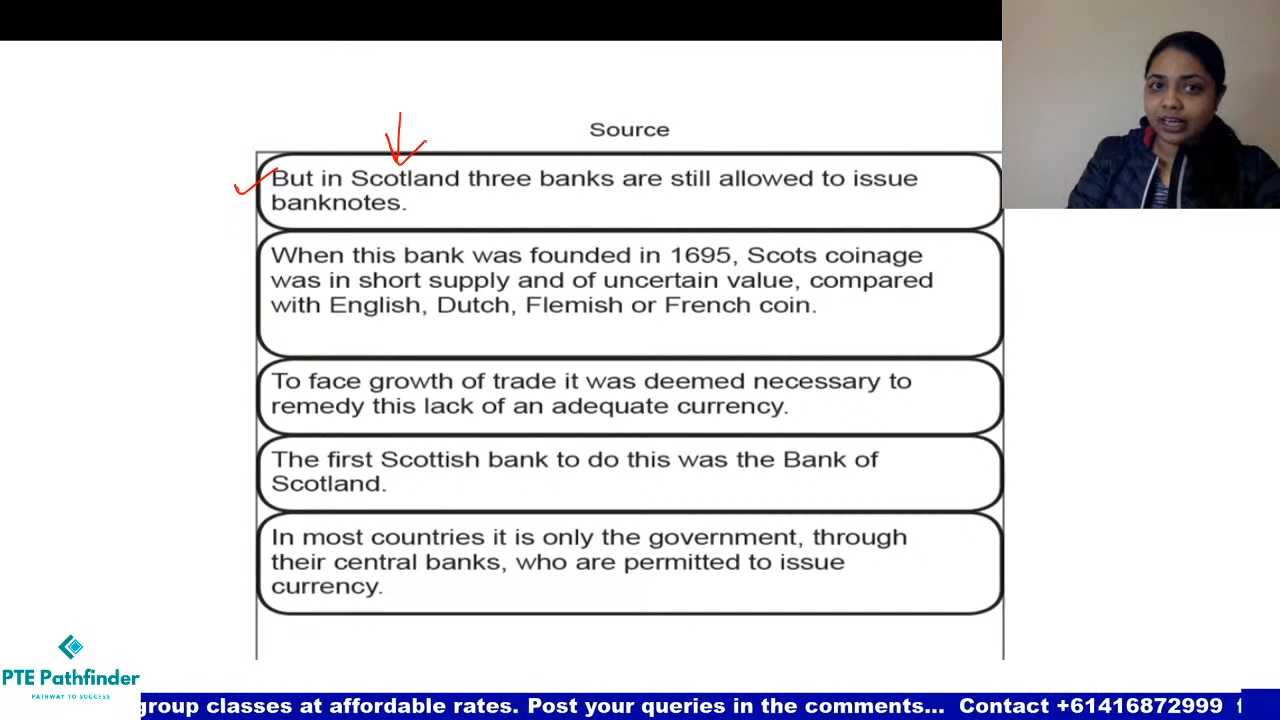 Source
But in Scotland three banks are still allowed to issue
banknotes.
When this bank was founded in 1695, Scots coinage
was in short supply and of uncertain value, compared
with English, Dutch, Flemish or French coin.
To face growth of trade it was deemed necessary to
remedy this lack of an adequate currency.
The first Scottish bank to do this was the Bank of
Scotland.
In most countries it is only the government, through
their central banks, who are permitted to issue
currency.
PTE Pathfinder
PATHWAY TO SUCCESS
group classes at affordable rates. Post your queries in the comments... Contact +61416872999 f